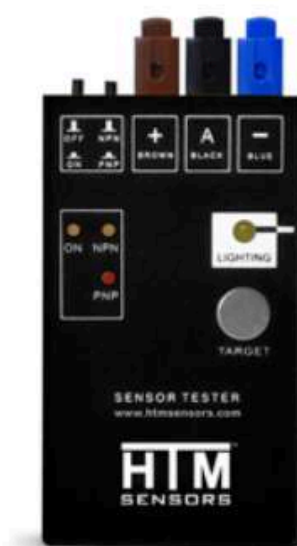 OFF NPN
ON PNP
+
BROWN
A
BLACK
−
BLUE
ON NPN
PNP
LIGHTING
TARGET
SENSOR TESTER
www.htmsensors.com
HTM
SENSORS